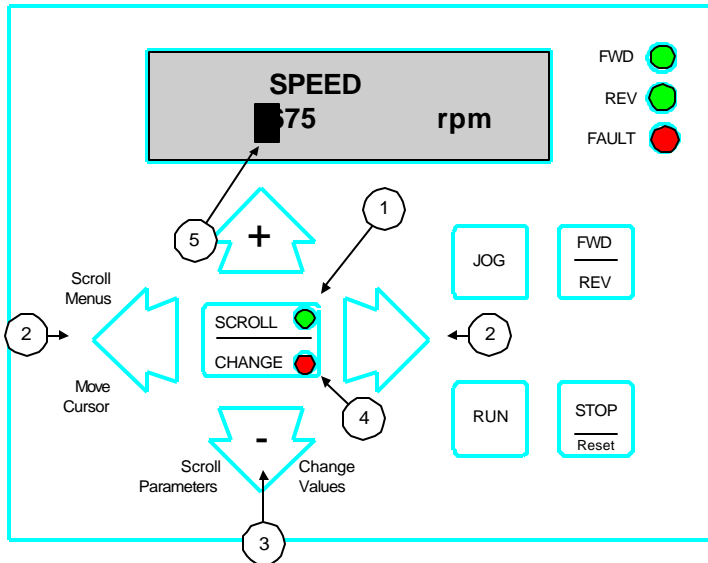 SPEED
675 rpm
FWD
REV
FAULT
1
5
+
JOG
FWD
REV
Scroll
Menus
SCROLL
CHANGE
2
2
Move
Cursor
4
RUN
STOP
Reset
-
Scroll
Parameters
Change
Values
3